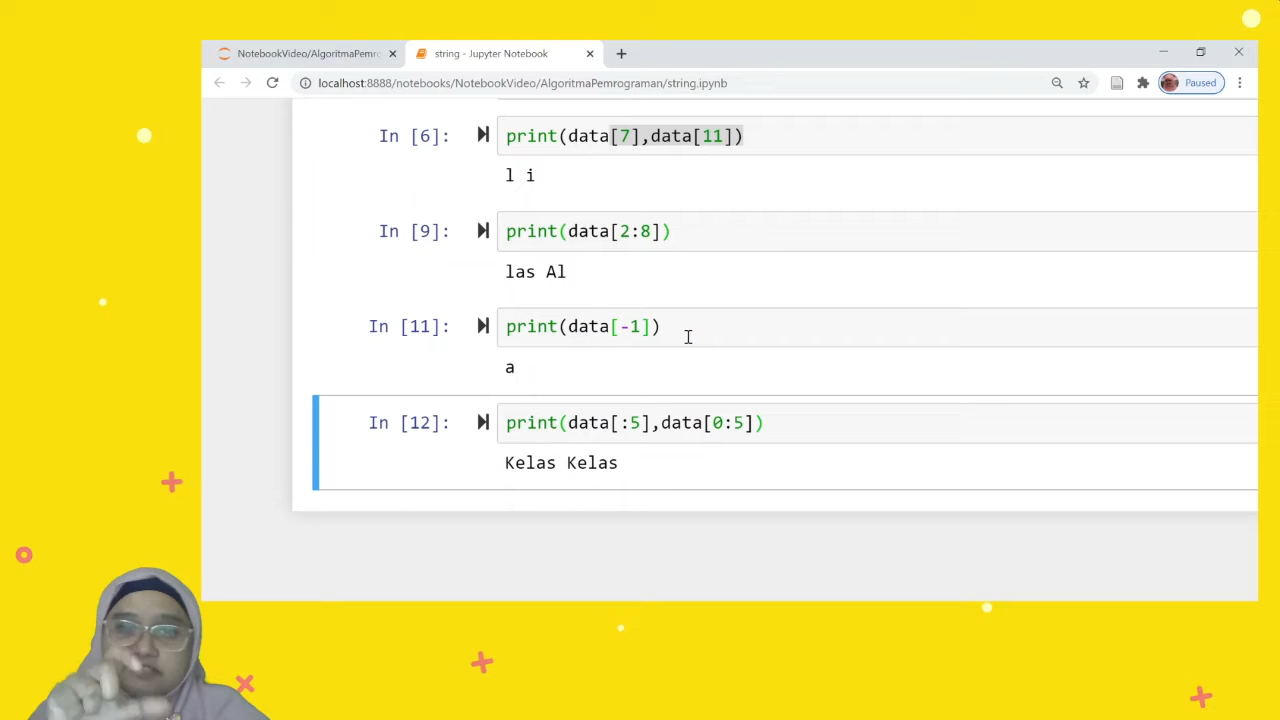 NotebookVideo/AlgoritmaPemro
string - Jupyter Notebook
localhost:8888/notebooks/NotebookVideo/AlgoritmaPemrograman/string.ipynb
Paused
In [6]: print(data[7],data[11])
l i
In [9]: print(data[2:8])
las Al
In [11]: print(data[-1])
a
In [12]: print(data[:5],data[0:5])
Kelas Kelas